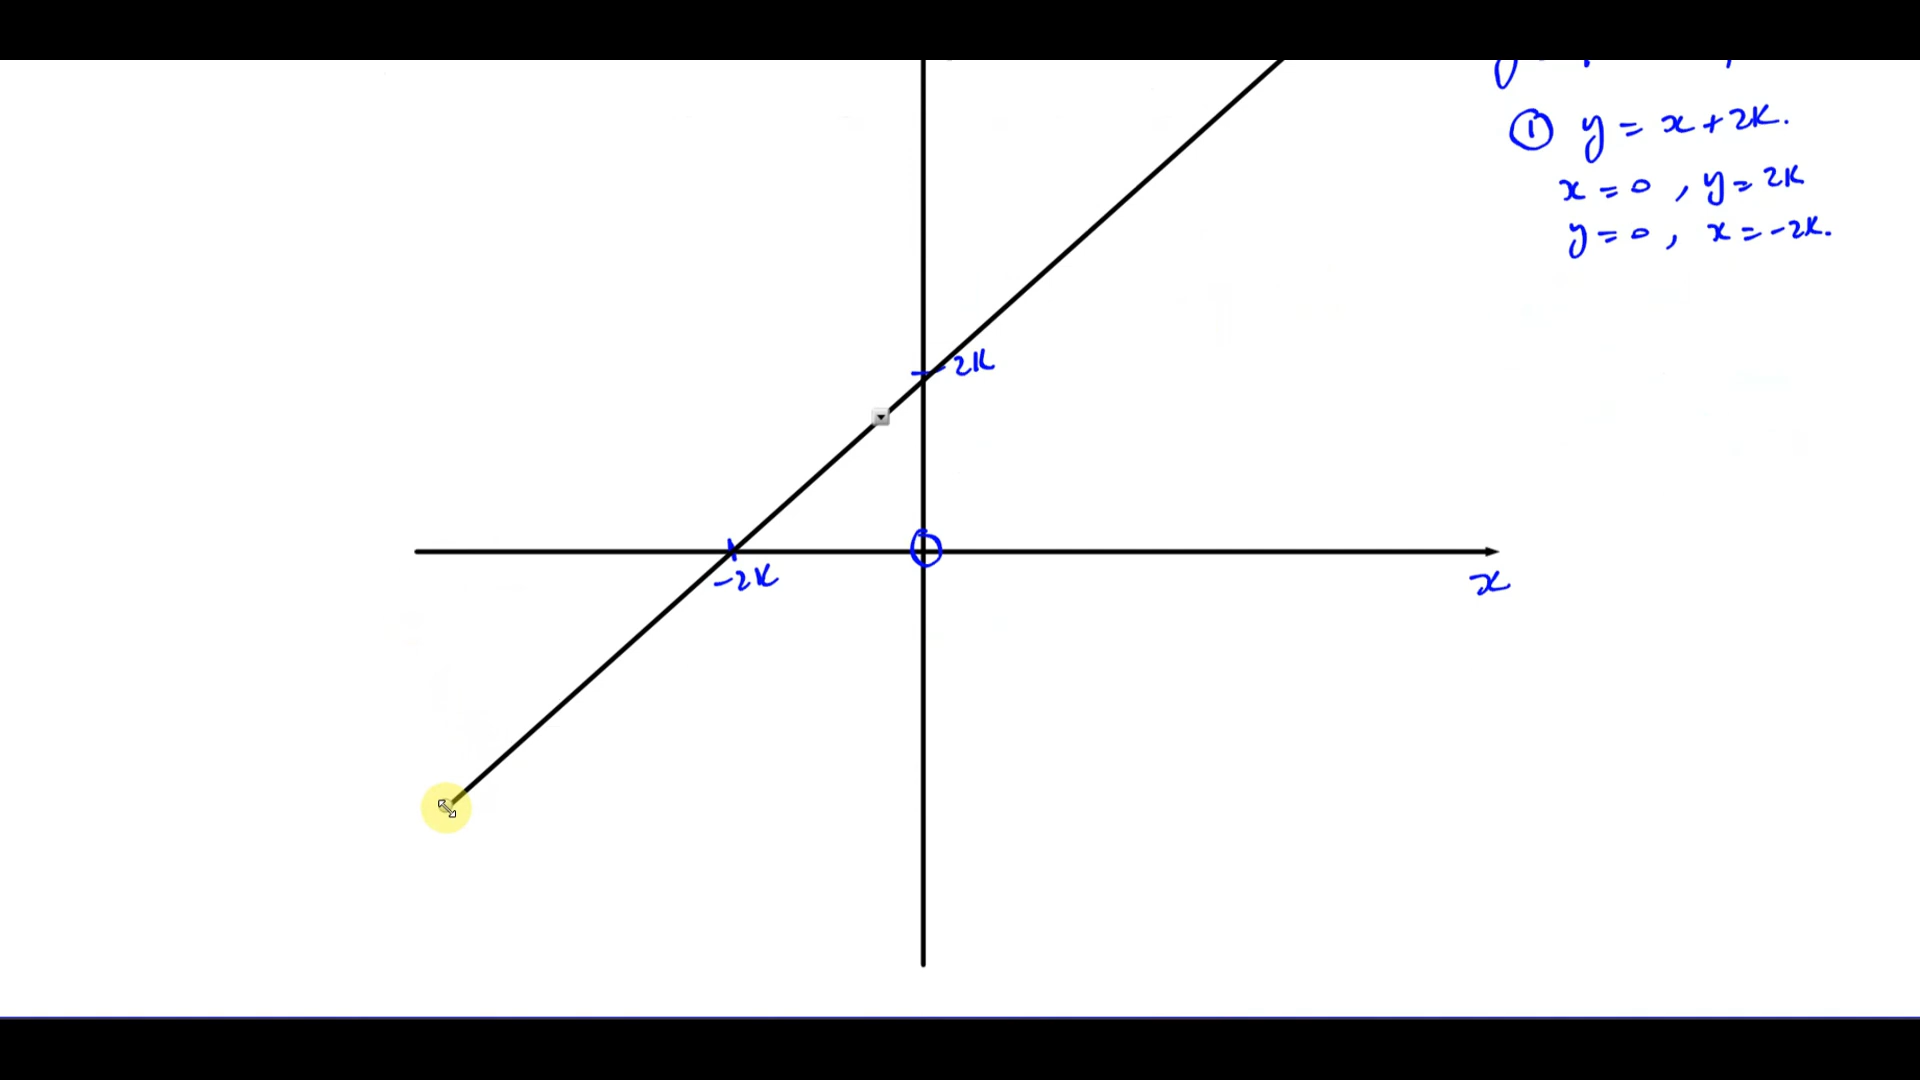 ① y = x + 2K.
x = 0 , y = 2K
y = 0 , x = -2K.
2K
-2K
x